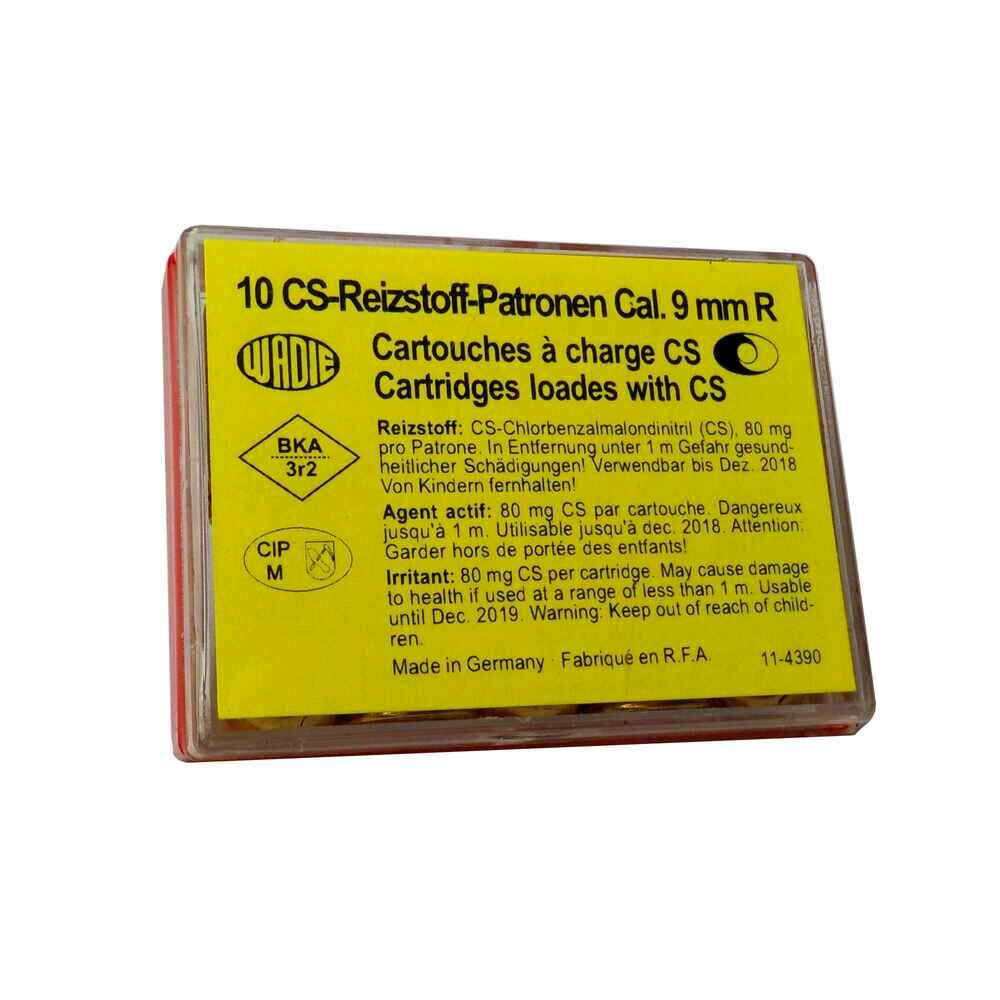 10 CS-Reizstoff-Patronen Cal. 9 mm R
WADIE
Cartouches à charge CS
Cartridges loades with CS
BKA
3r2
Reizstoff: CS-Chlorbenzalmalondinitril (CS), 80 mg
pro Patrone. In Entfernung unter 1 m Gefahr gesund-
heitlicher Schädigungen! Verwendbar bis Dez. 2018
Von Kindern fernhalten!
Agent actif: 80 mg CS par cartouche. Dangereux
jusqu'à 1 m. Utilisable jusqu'à dec. 2018. Attention:
Garder hors de portée des entfants!
CIP
M
Irritant: 80 mg CS per cartridge. May cause damage
to health if used at a range of less than 1 m. Usable
until Dec. 2019. Warning: Keep out of reach of child-
ren.
Made in Germany · Fabriqué en R.F.A. 11-4390